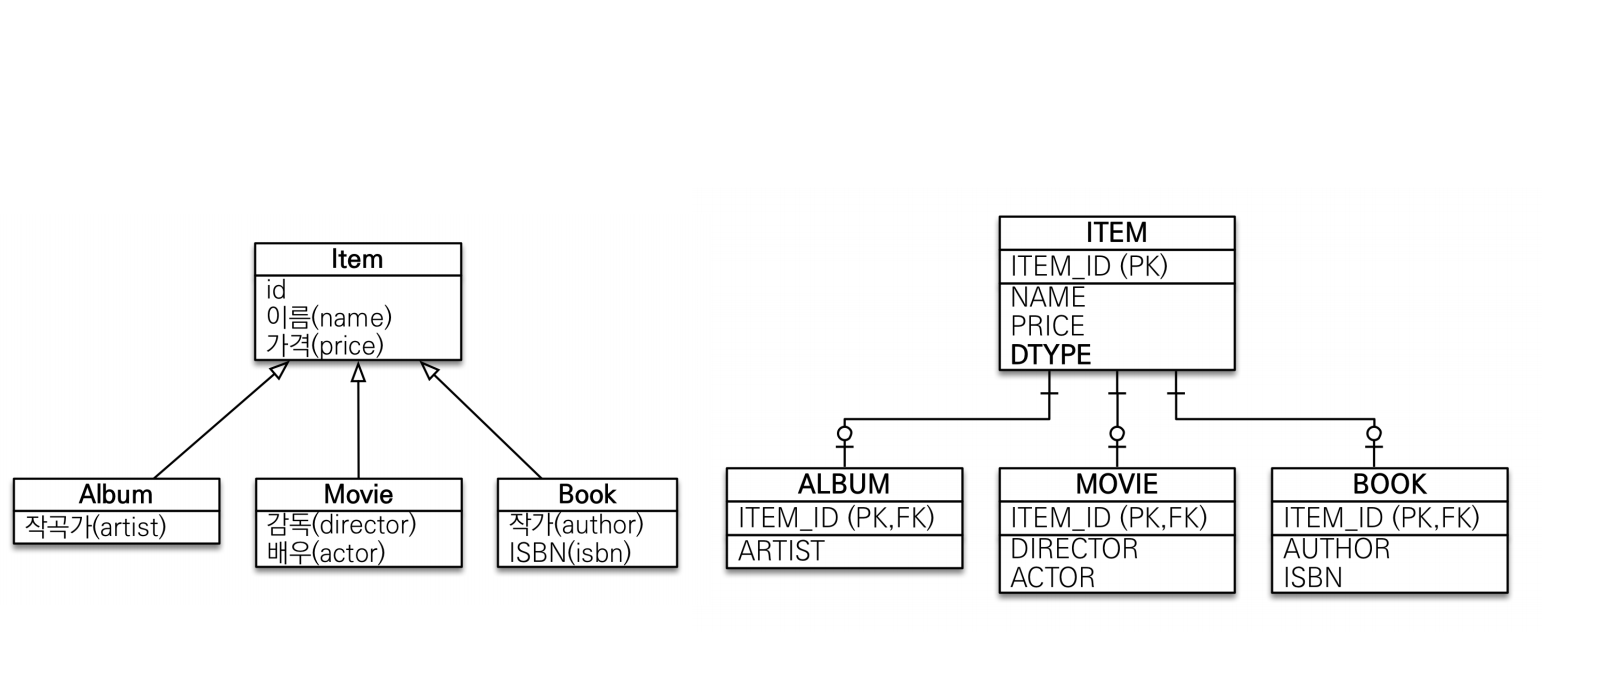 Item
id
이름(name)
가격(price)
Album
작곡가(artist)
Movie
감독(director)
배우(actor)
Book
작가(author)
ISBN(isbn)
ITEM
ITEM_ID (PK)
NAME
PRICE
DTYPE
ALBUM
ITEM_ID (PK,FK)
ARTIST
MOVIE
ITEM_ID (PK,FK)
DIRECTOR
ACTOR
BOOK
ITEM_ID (PK,FK)
AUTHOR
ISBN